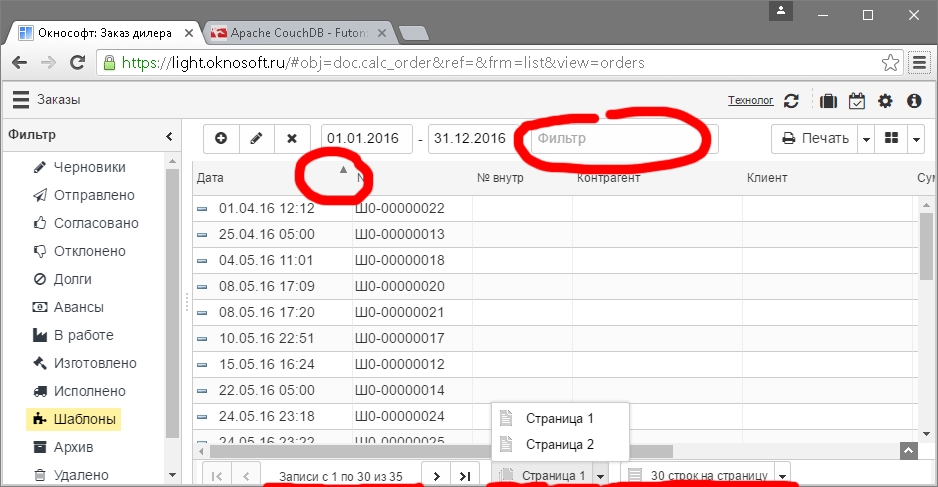 Окнософт: Заказ дилера
Apache CouchDB - Futon:
https://light.oknosoft.ru/#obj=doc.calc_order&ref=&frm=list&view=orders
Заказы
Технолог
Фильтр
01.01.2016 - 31.12.2016 Фильтр Печать
Черновики
Отправлено
Согласовано
Отклонено
Долги
Авансы
В работе
Изготовлено
Исполнено
Шаблоны
Архив
Удалено
Дата № внутр Контрагент Клиент Сум
01.04.16 12:12 Ш0-00000022
25.04.16 05:00 Ш0-00000013
04.05.16 11:01 Ш0-00000018
08.05.16 17:09 Ш0-00000020
08.05.16 17:20 Ш0-00000021
10.05.16 22:51 Ш0-00000017
15.05.16 16:24 Ш0-00000012
22.05.16 05:00 Ш0-00000014
24.05.16 23:18 Ш0-00000024
24.05.16 23:22 Ш0-00000025
Страница 1
Страница 2
Записи с 1 по 30 из 35 Страница 1 30 строк на страницу